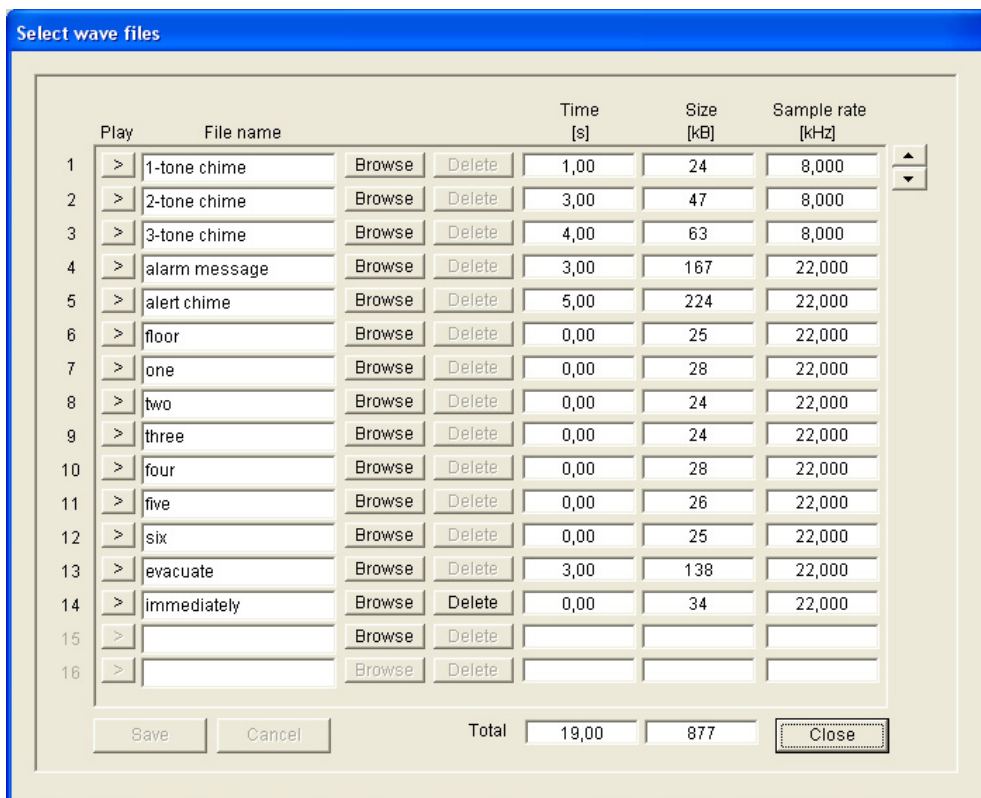 Select wave files
Time Size Sample rate
Play File name [s] [kB] [kHz]
1 > 1-tone chime Browse Delete 1,00 24 8,000
2 > 2-tone chime Browse Delete 3,00 47 8,000
3 > 3-tone chime Browse Delete 4,00 63 8,000
4 > alarm message Browse Delete 3,00 167 22,000
5 > alert chime Browse Delete 5,00 224 22,000
6 > floor Browse Delete 0,00 25 22,000
7 > one Browse Delete 0,00 28 22,000
8 > two Browse Delete 0,00 24 22,000
9 > three Browse Delete 0,00 24 22,000
10 > four Browse Delete 0,00 28 22,000
11 > five Browse Delete 0,00 26 22,000
12 > six Browse Delete 0,00 25 22,000
13 > evacuate Browse Delete 3,00 138 22,000
14 > immediately Browse Delete 0,00 34 22,000
15 > Browse Delete
16 > Browse Delete
Save Cancel Total 19,00 877 Close